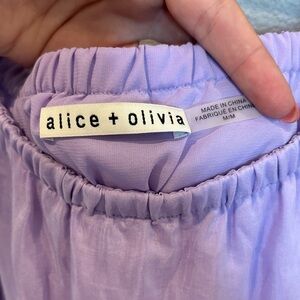 alice + olivia
MADE IN CHINA
FABRIQUÉ EN CHINE
M/M